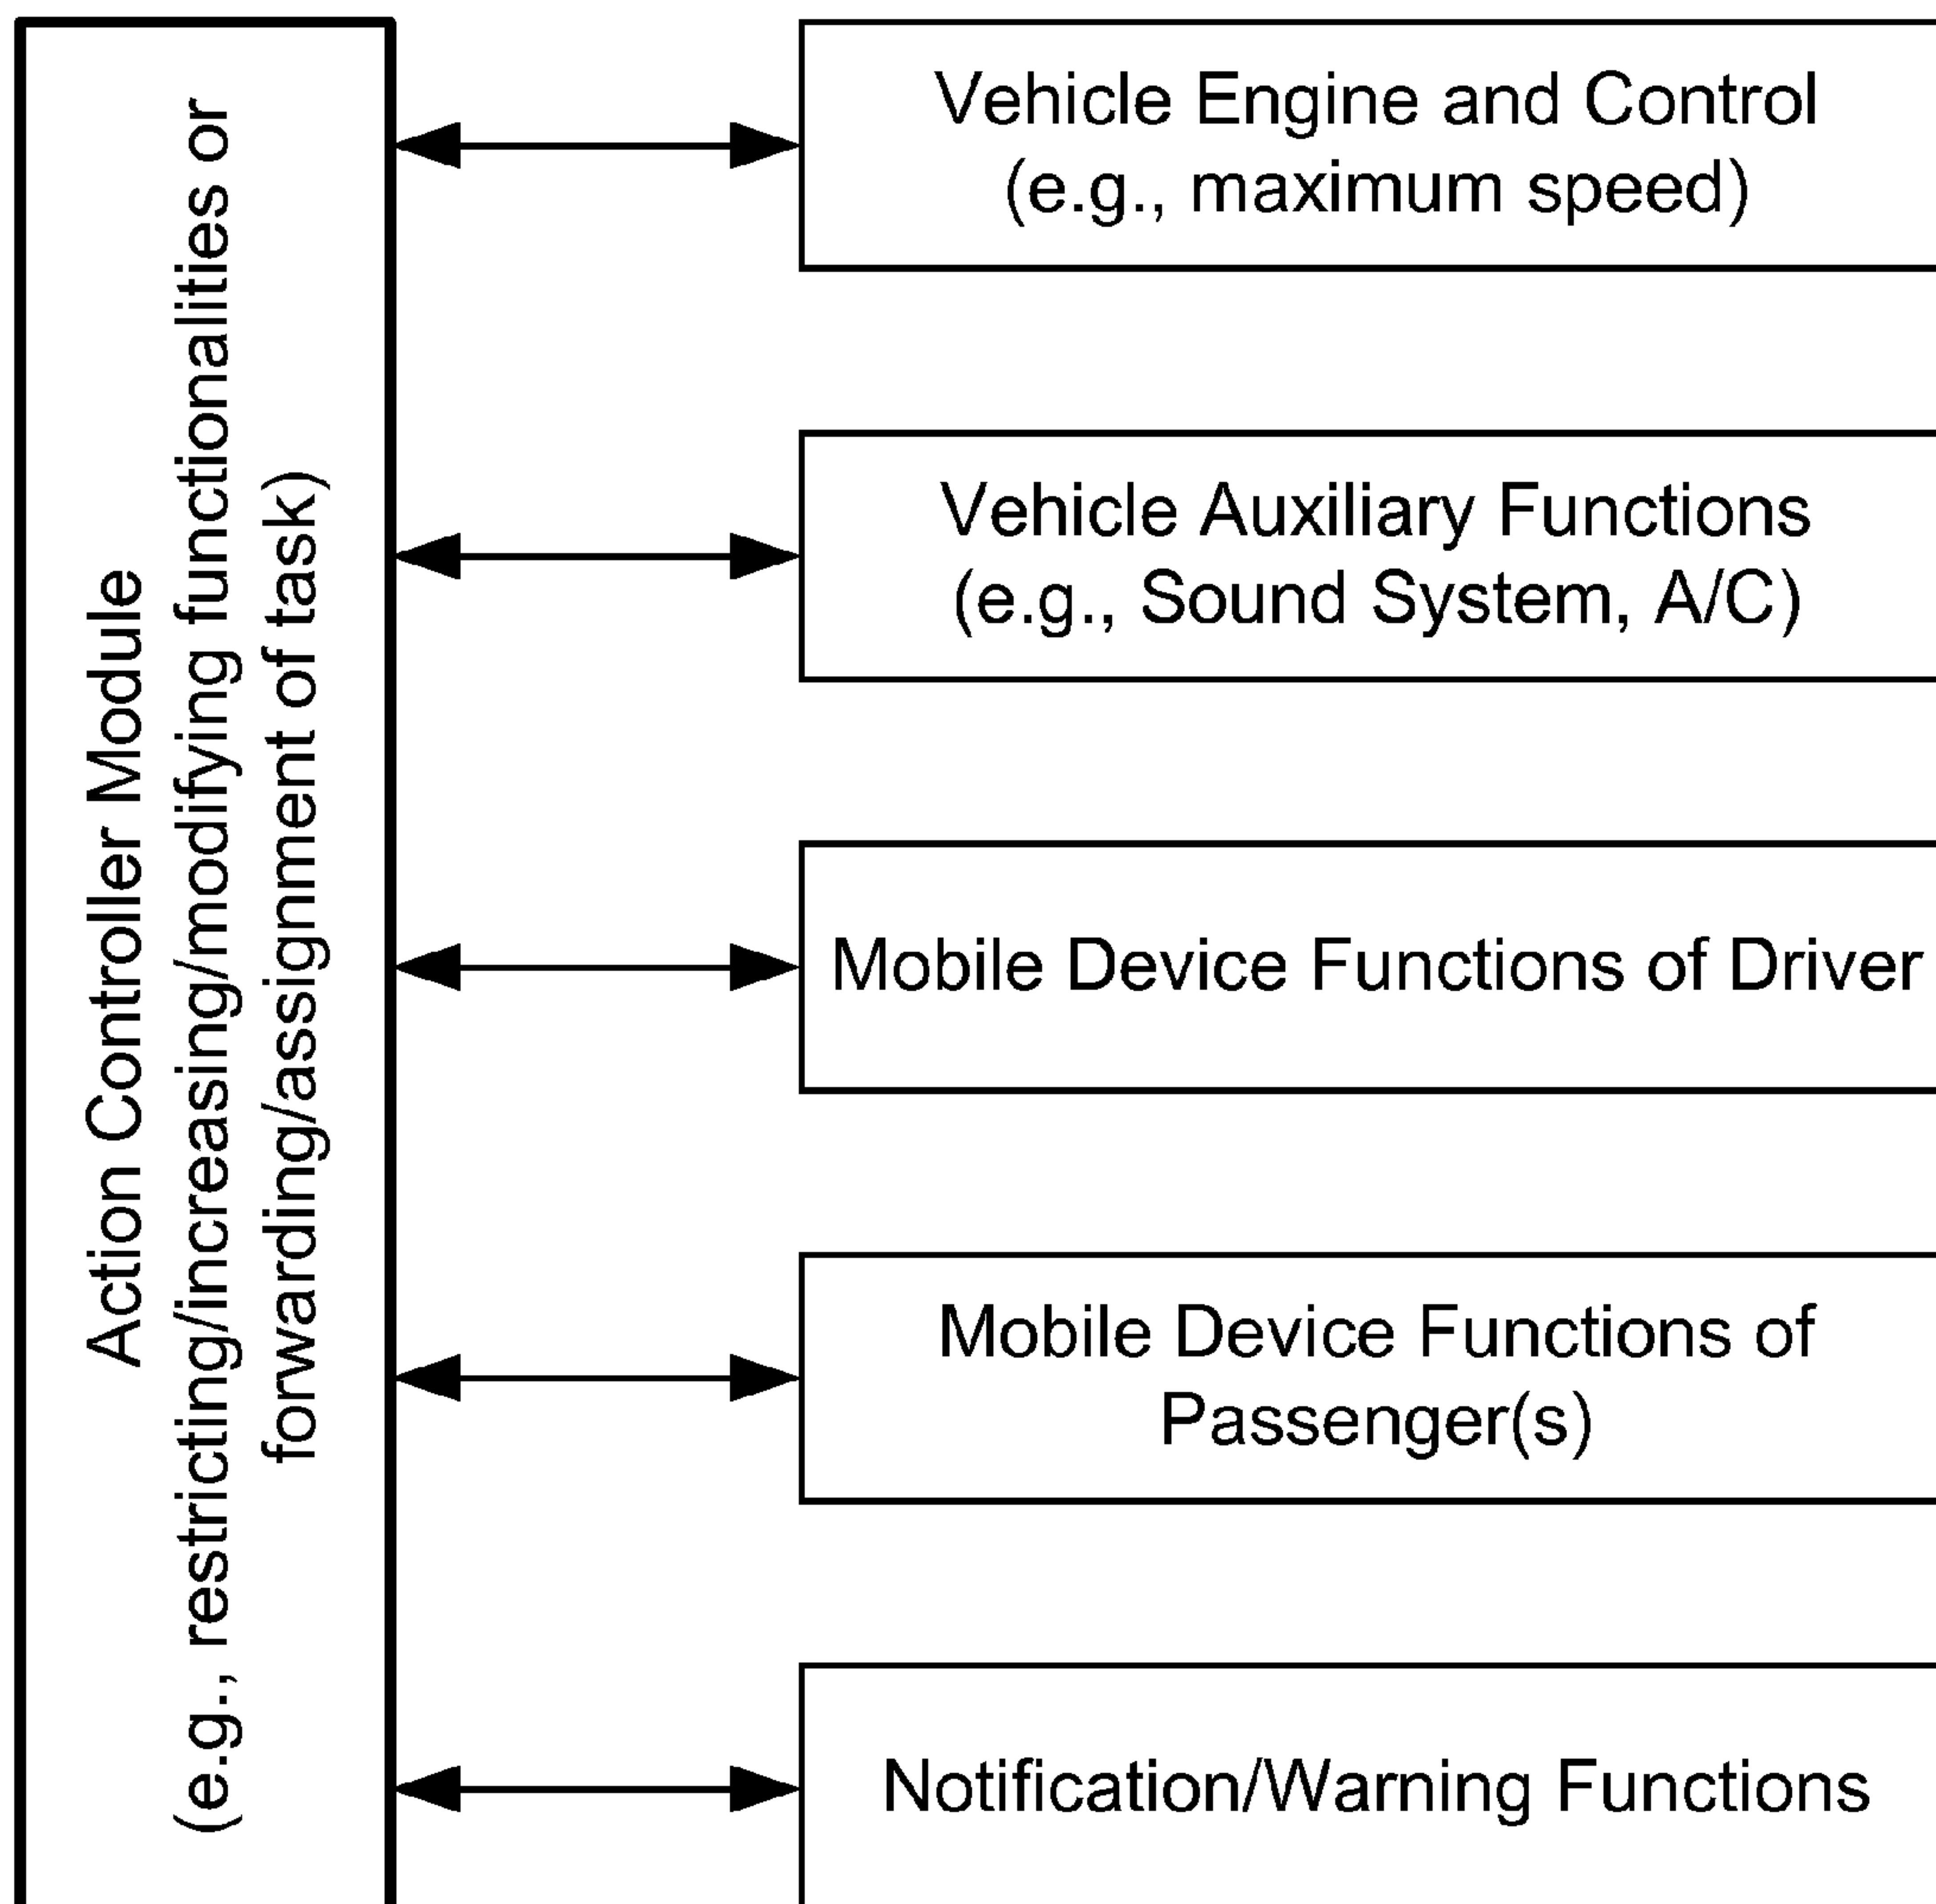 Action Controller Module
(e.g., restricting/increasing/modifying functionalities or
forwarding/assignment of task)
Vehicle Engine and Control
(e.g., maximum speed)
Vehicle Auxiliary Functions
(e.g., Sound System, A/C)
Mobile Device Functions of Driver
Mobile Device Functions of
Passenger(s)
Notification/Warning Functions